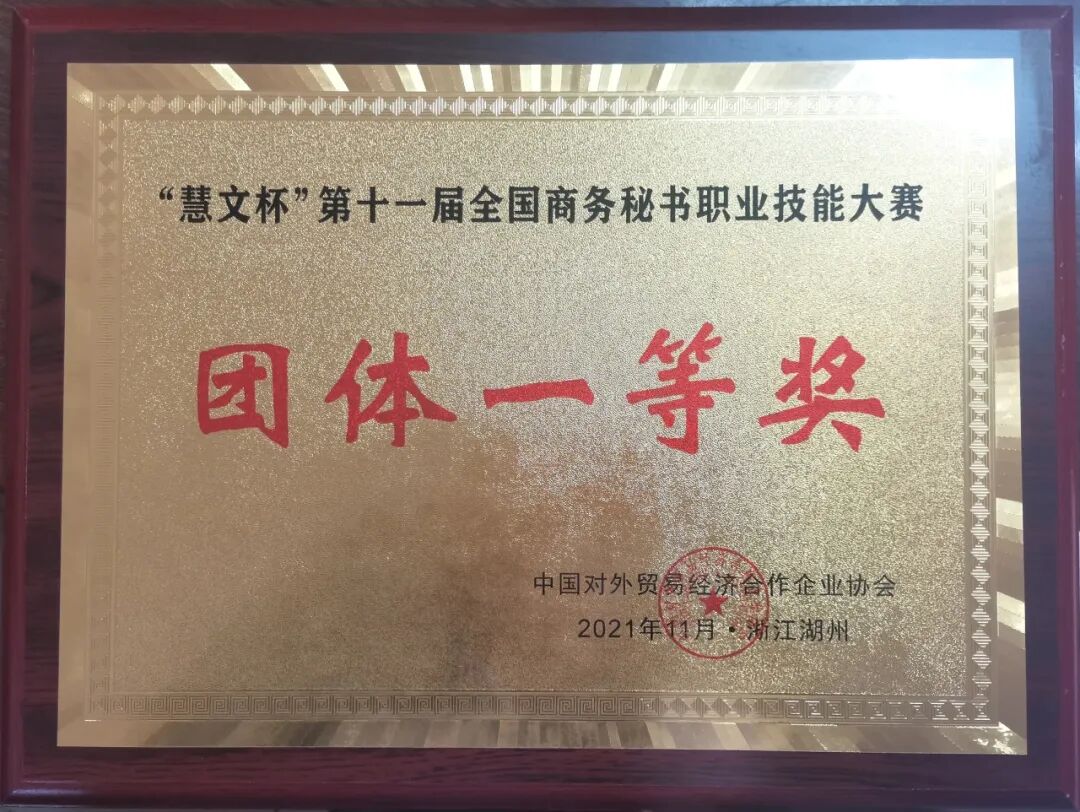 “慧文杯”第十一届全国商务秘书职业技能大赛
团体一等奖
中国对外贸易经济合作企业协会
2021年11月·浙江湖州